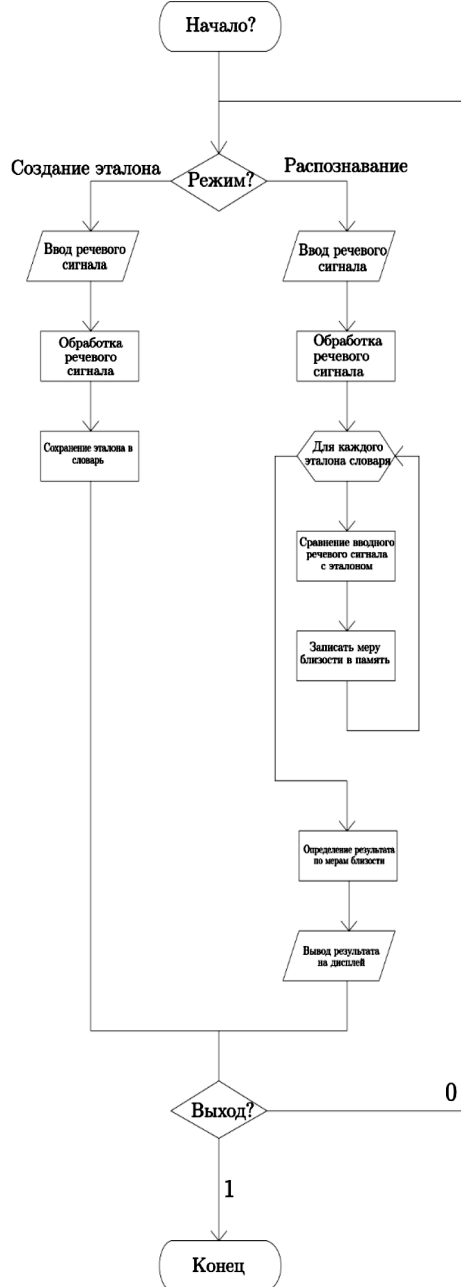 Начало?
Режим?
Создание эталона
Распознавание
Ввод речевого
сигнала
Обработка
речевого
сигнала
Сохранение эталона в
словарь
Ввод речевого
сигнала
Обработка
речевого
сигнала
Для каждого
эталона словаря
Сравнение вводного
речевого сигнала
с эталоном
Записать меру
близости в память
Определение результата
по мерам близости
Вывод результата
на дисплей
Выход?
0
1
Конец